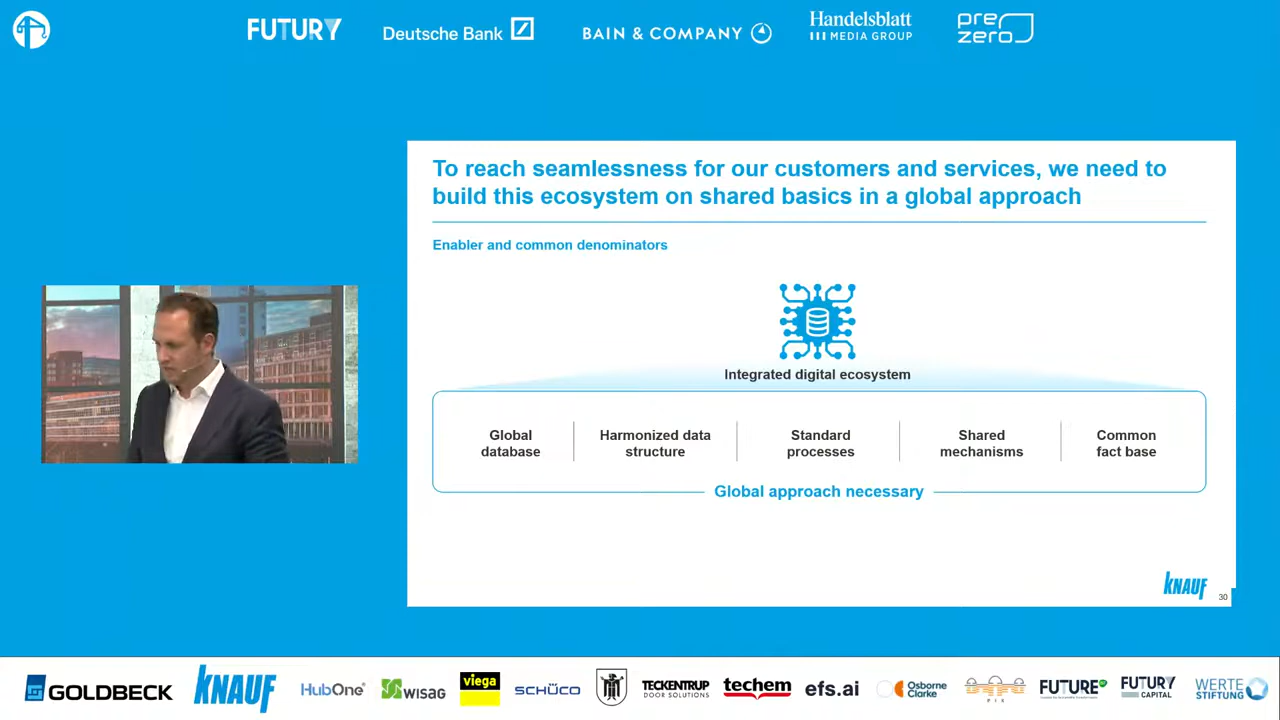 FUTURY
Deutsche Bank
BAIN & COMPANY
Handelsblatt
MEDIA GROUP
pre
zero
To reach seamlessness for our customers and services, we need to
build this ecosystem on shared basics in a global approach
Enabler and common denominators
Integrated digital ecosystem
Global
database
Harmonized data
structure
Standard
processes
Shared
mechanisms
Common
fact base
Global approach necessary
KNAUF
30
GOLDBECK
KNAUF
HubOne
WISAG
viega
SCHÜCO
TECKENTRUP
DOOR SOLUTIONS
techem
efs.ai
Osborne
Clarke
PIX
FUTURE
FUTURY
CAPITAL
WERTE
STIFTUNG